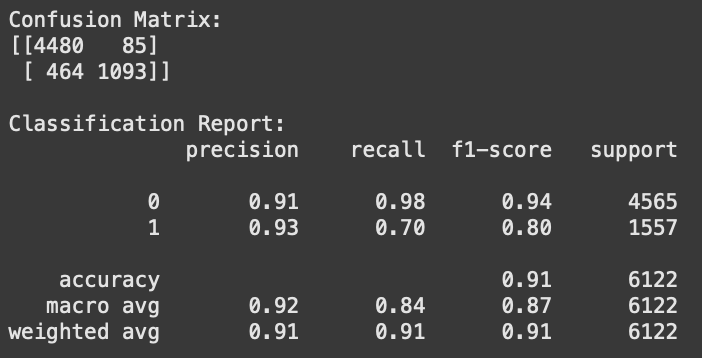 Confusion Matrix:
[[4480   85]
 [ 464 1093]]
Classification Report:
              precision    recall  f1-score   support
           0       0.91      0.98      0.94      4565
           1       0.93      0.70      0.80      1557
    accuracy                           0.91      6122
   macro avg       0.92      0.84      0.87      6122
weighted avg       0.91      0.91      0.91      6122